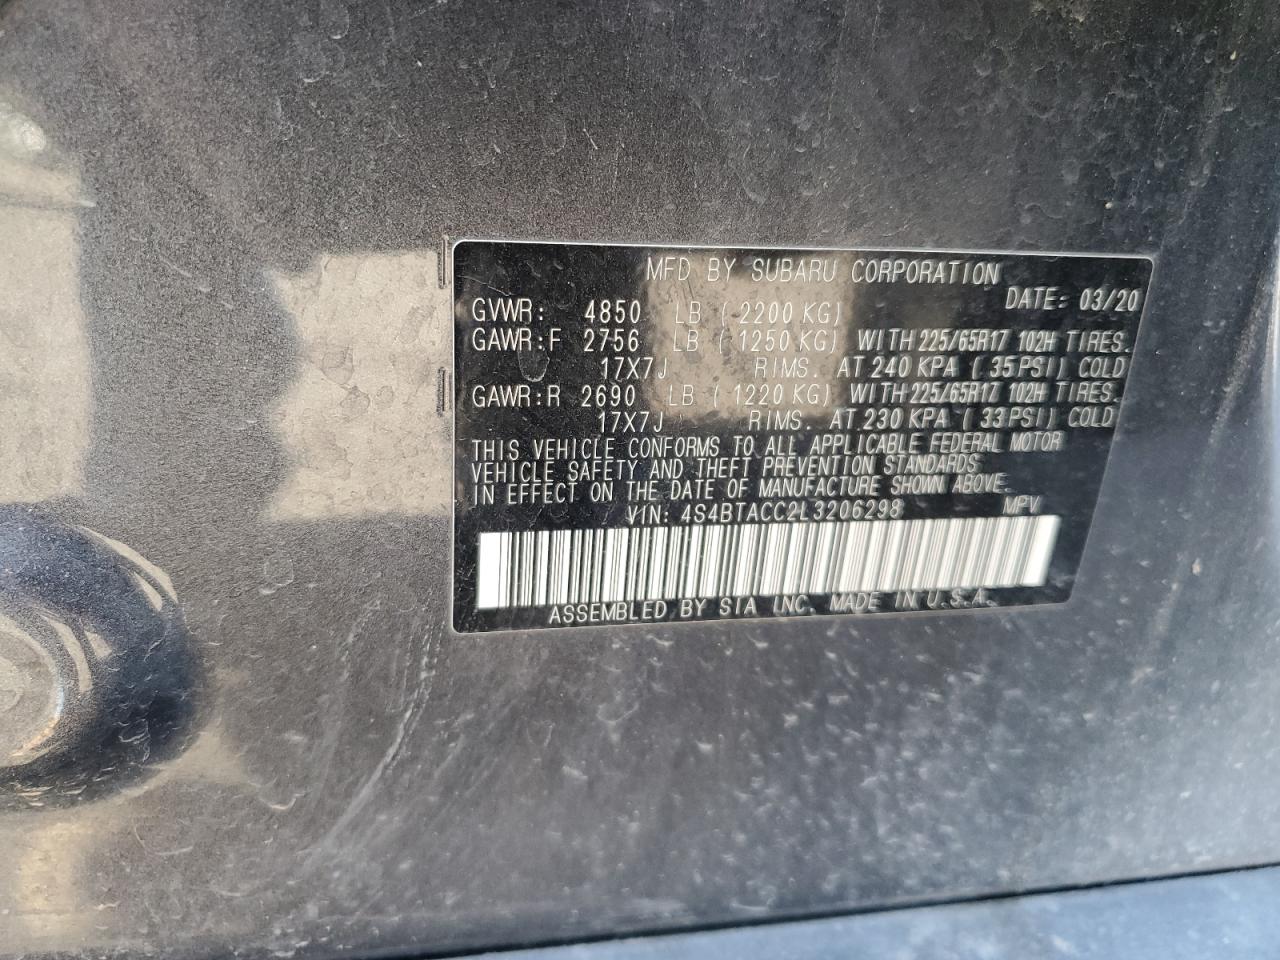 MFD BY SUBARU CORPORATION
DATE: 03/20
GVWR: 4850 LB (2200 KG)
GAWR:F 2756 LB (1250 KG) WITH 225/65R17 102H TIRES.
17X7J RIMS. AT 240 KPA (35 PSI) COLD
GAWR:R 2690 LB (1220 KG) WITH 225/65R17 102H TIRES.
17X7J RIMS. AT 230 KPA (33 PSI) COLD
THIS VEHICLE CONFORMS TO ALL APPLICABLE FEDERAL MOTOR
VEHICLE SAFETY AND THEFT PREVENTION STANDARDS
IN EFFECT ON THE DATE OF MANUFACTURE SHOWN ABOVE.
VIN: 4S4BTACC2L3206298 MPV
ASSEMBLED BY SIA INC. MADE IN U.S.A.